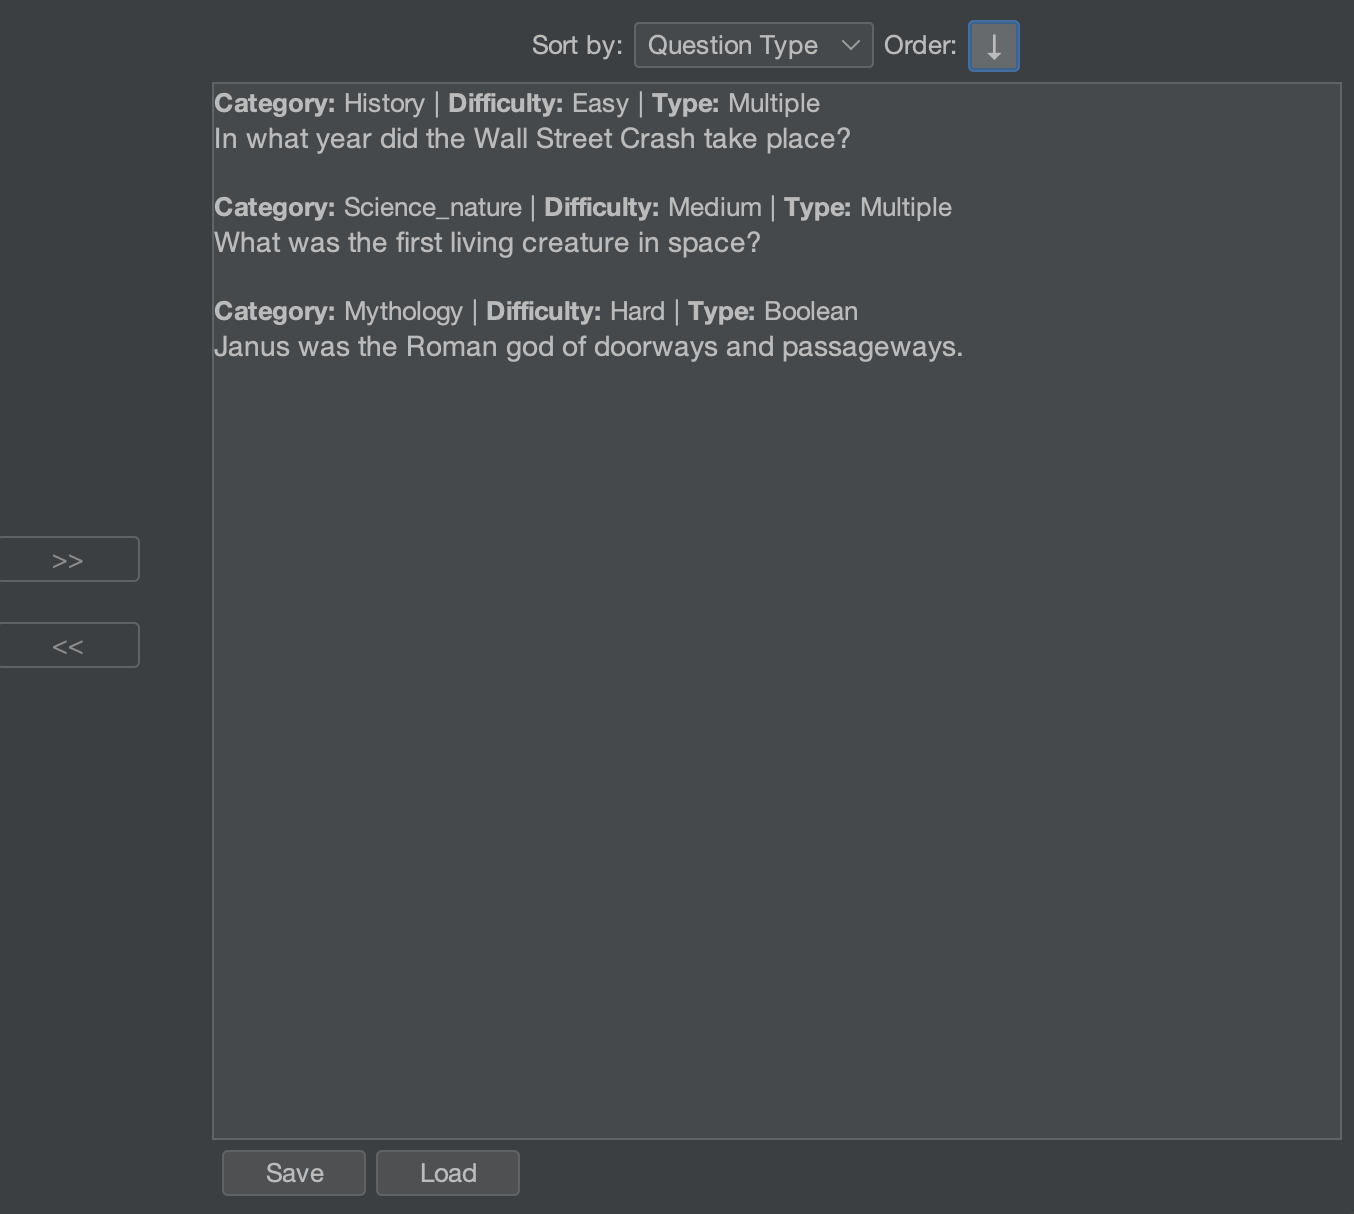 Sort by: Question Type Order: ↓
Category: History | Difficulty: Easy | Type: Multiple
In what year did the Wall Street Crash take place?
Category: Science_nature | Difficulty: Medium | Type: Multiple
What was the first living creature in space?
Category: Mythology | Difficulty: Hard | Type: Boolean
Janus was the Roman god of doorways and passageways.
>>
<<
Save Load